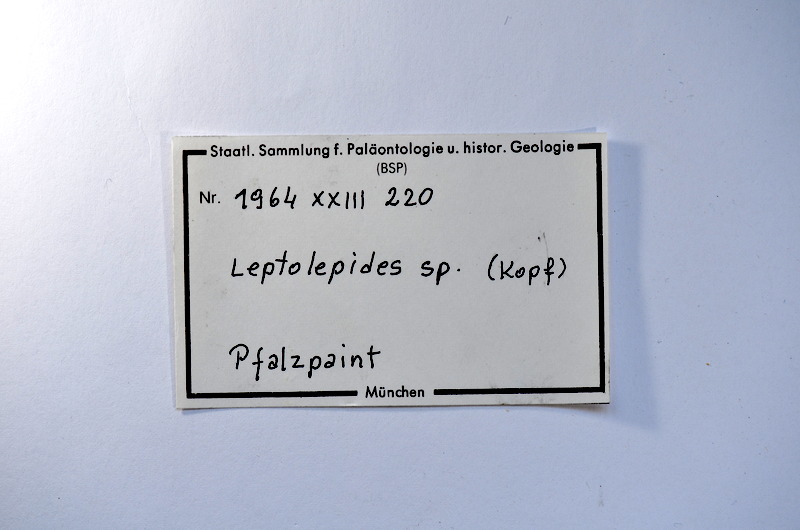 Staatl. Sammlung f. Paläontologie u. histor. Geologie
(BSP)
Nr. 1964 XXIII 220
Leptolepides sp. (Kopf)
Pfalzpaint
München